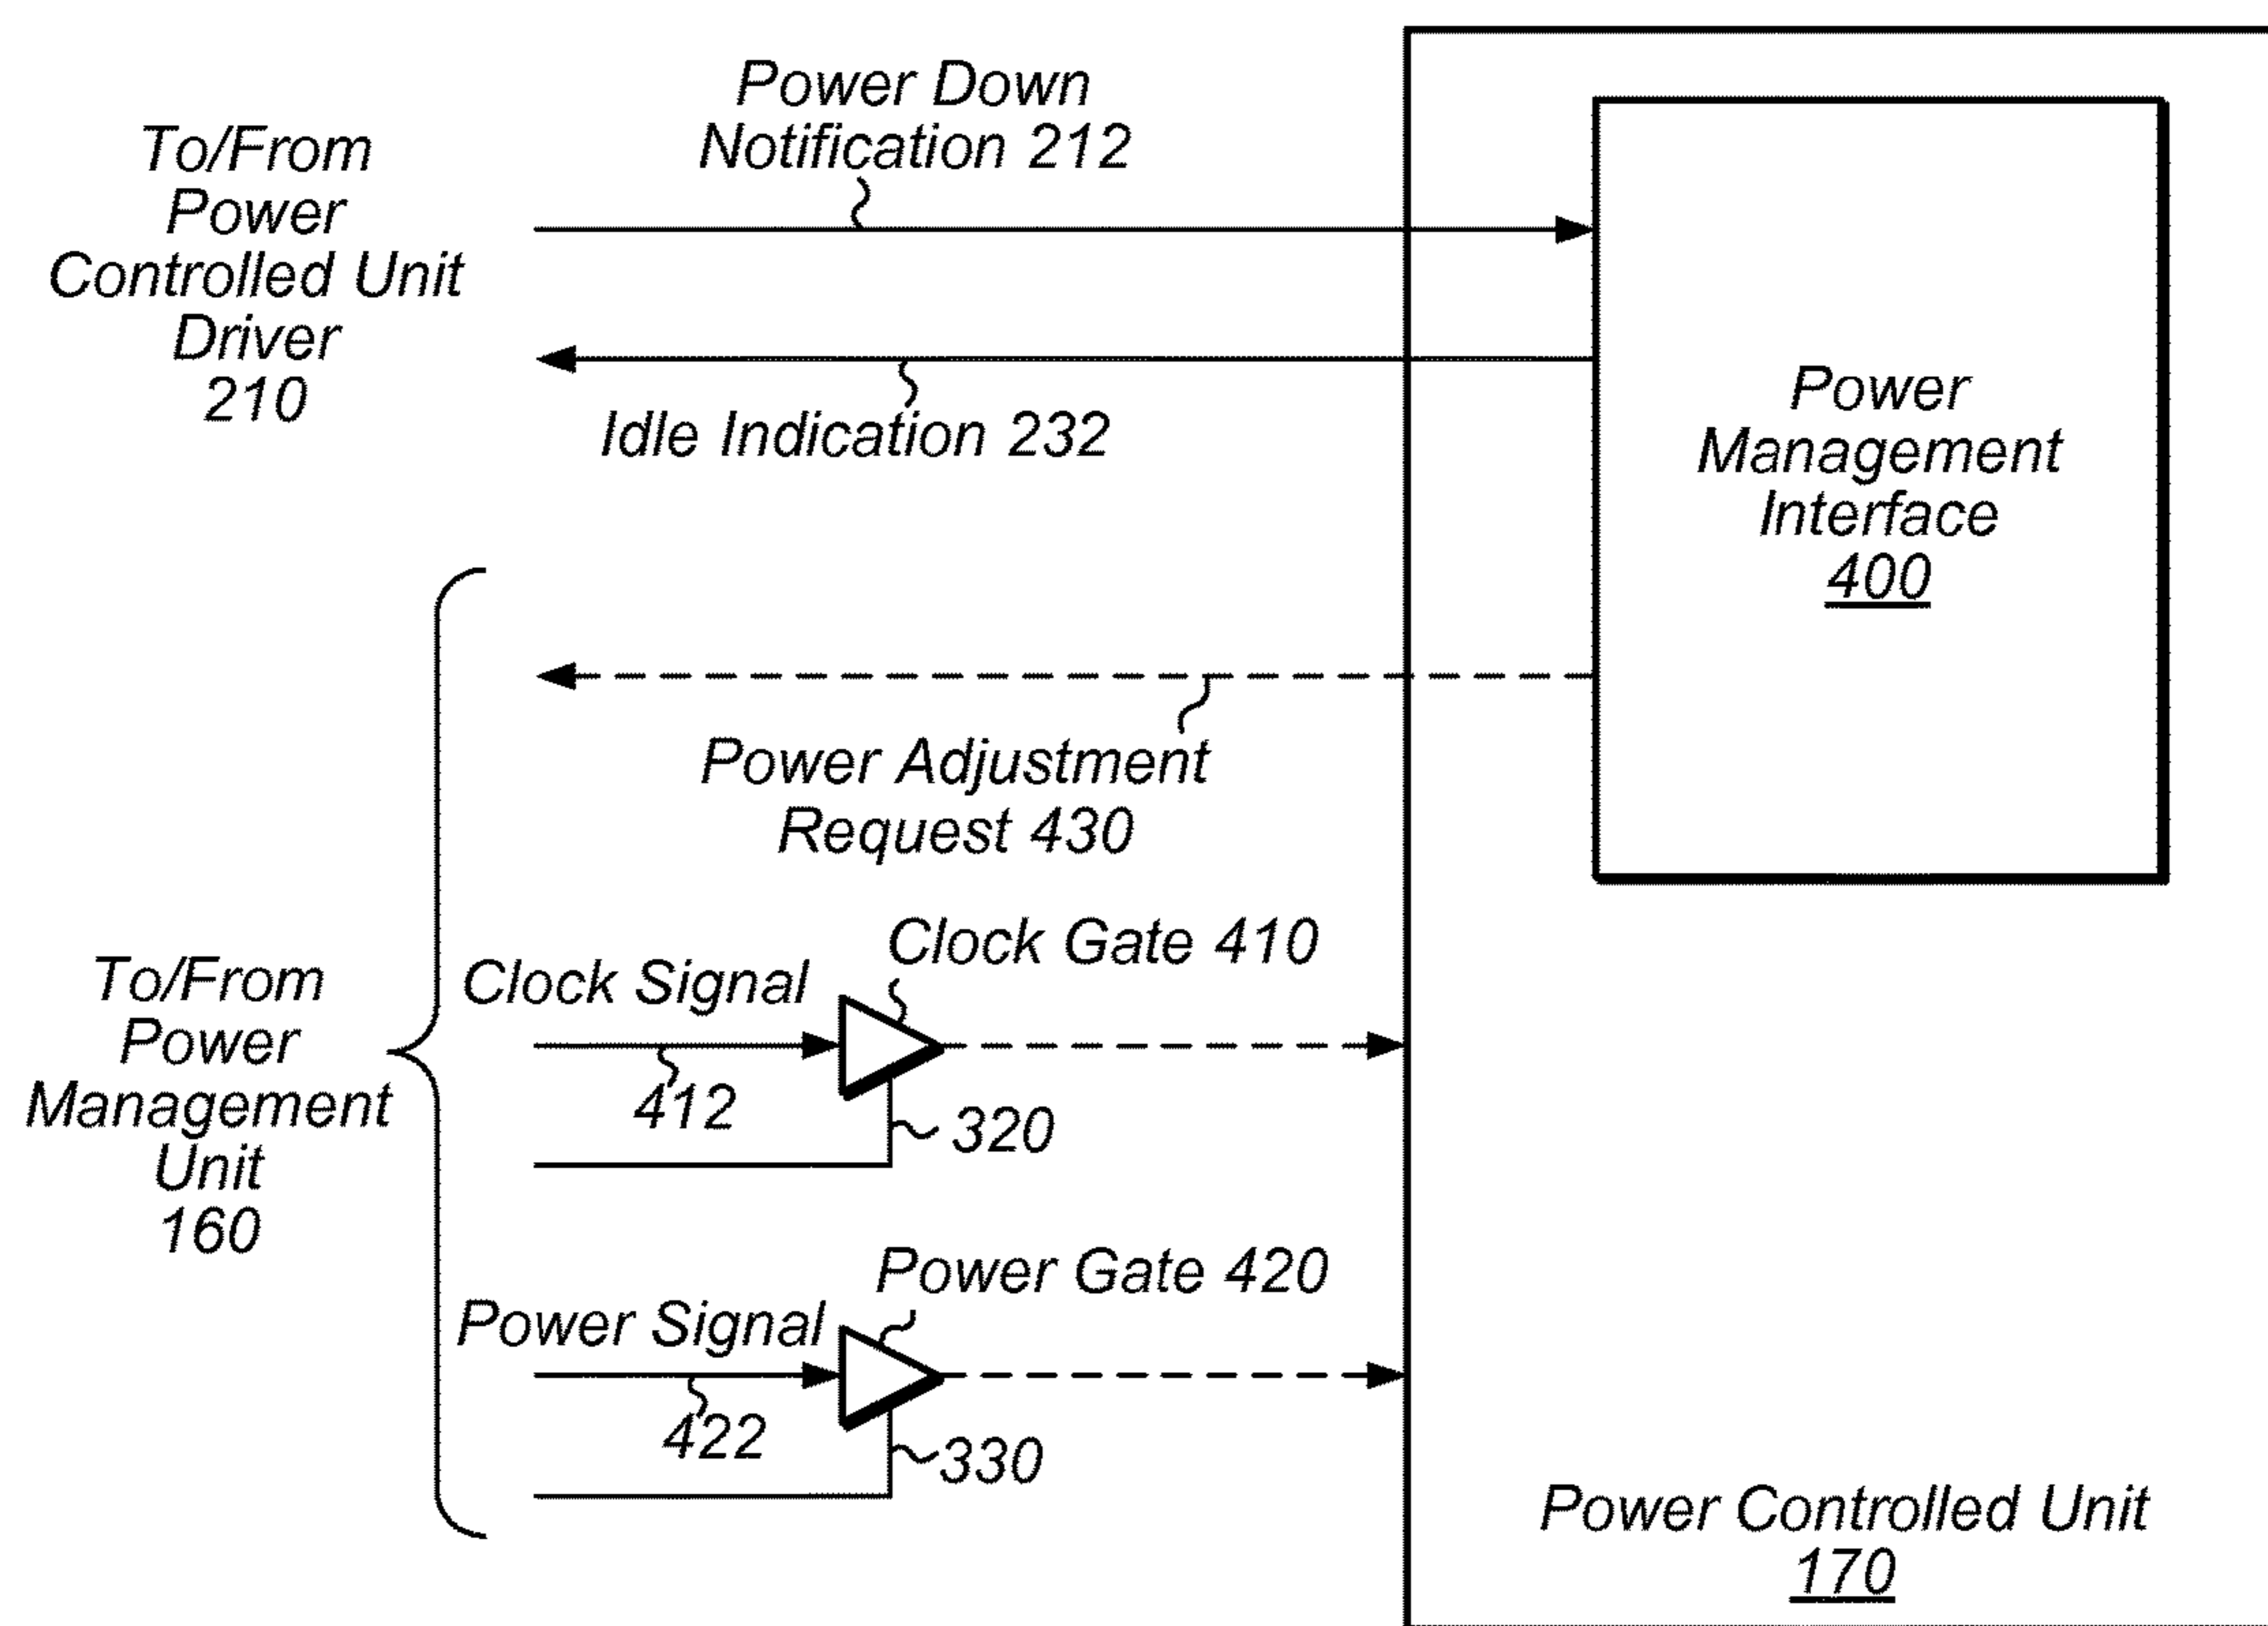 Power Down
Notification 212
To/From
Power
Controlled Unit
Driver
210
Idle Indication 232
Power
Management
Interface
400
Power Adjustment
Request 430
Clock Gate 410
Clock Signal
412
320
To/From
Power
Management
Unit
160
Power Gate 420
Power Signal
422
330
Power Controlled Unit
170